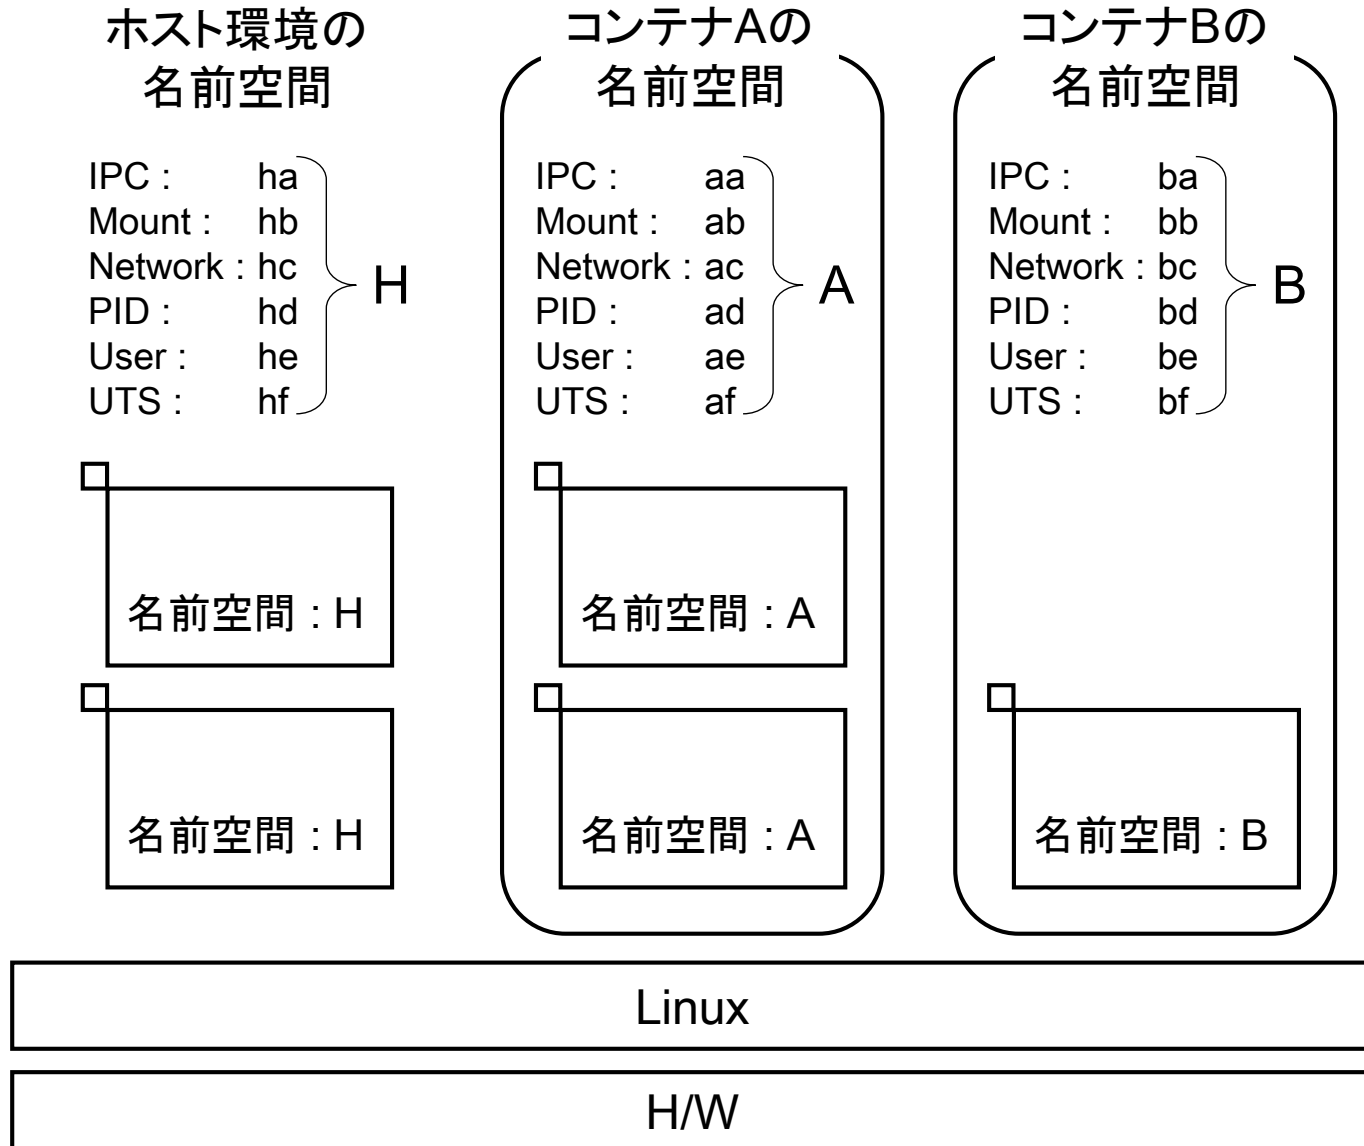 ホスト環境の
名前空間
IPC : ha
Mount : hb
Network : hc
PID : hd
User : he
UTS : hf
H
名前空間 : H
名前空間 : H
コンテナAの
名前空間
IPC : aa
Mount : ab
Network : ac
PID : ad
User : ae
UTS : af
A
名前空間 : A
名前空間 : A
コンテナBの
名前空間
IPC : ba
Mount : bb
Network : bc
PID : bd
User : be
UTS : bf
B
名前空間 : B
Linux
H/W